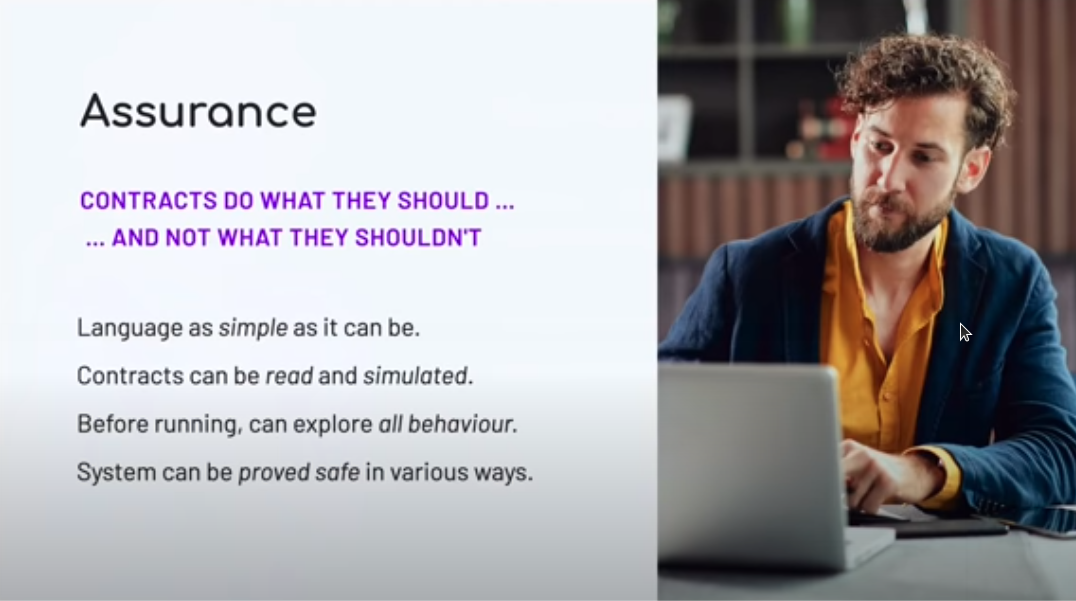 Assurance
CONTRACTS DO WHAT THEY SHOULD ...
... AND NOT WHAT THEY SHOULDN'T
Language as simple as it can be.
Contracts can be read and simulated.
Before running, can explore all behaviour.
System can be proved safe in various ways.